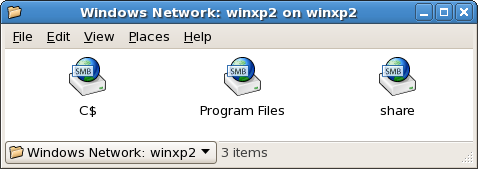 Windows Network: winxp2 on winxp2
File Edit View Places Help
SMB SMB SMB
C$ Program Files share
Windows Network: winxp2 3 items